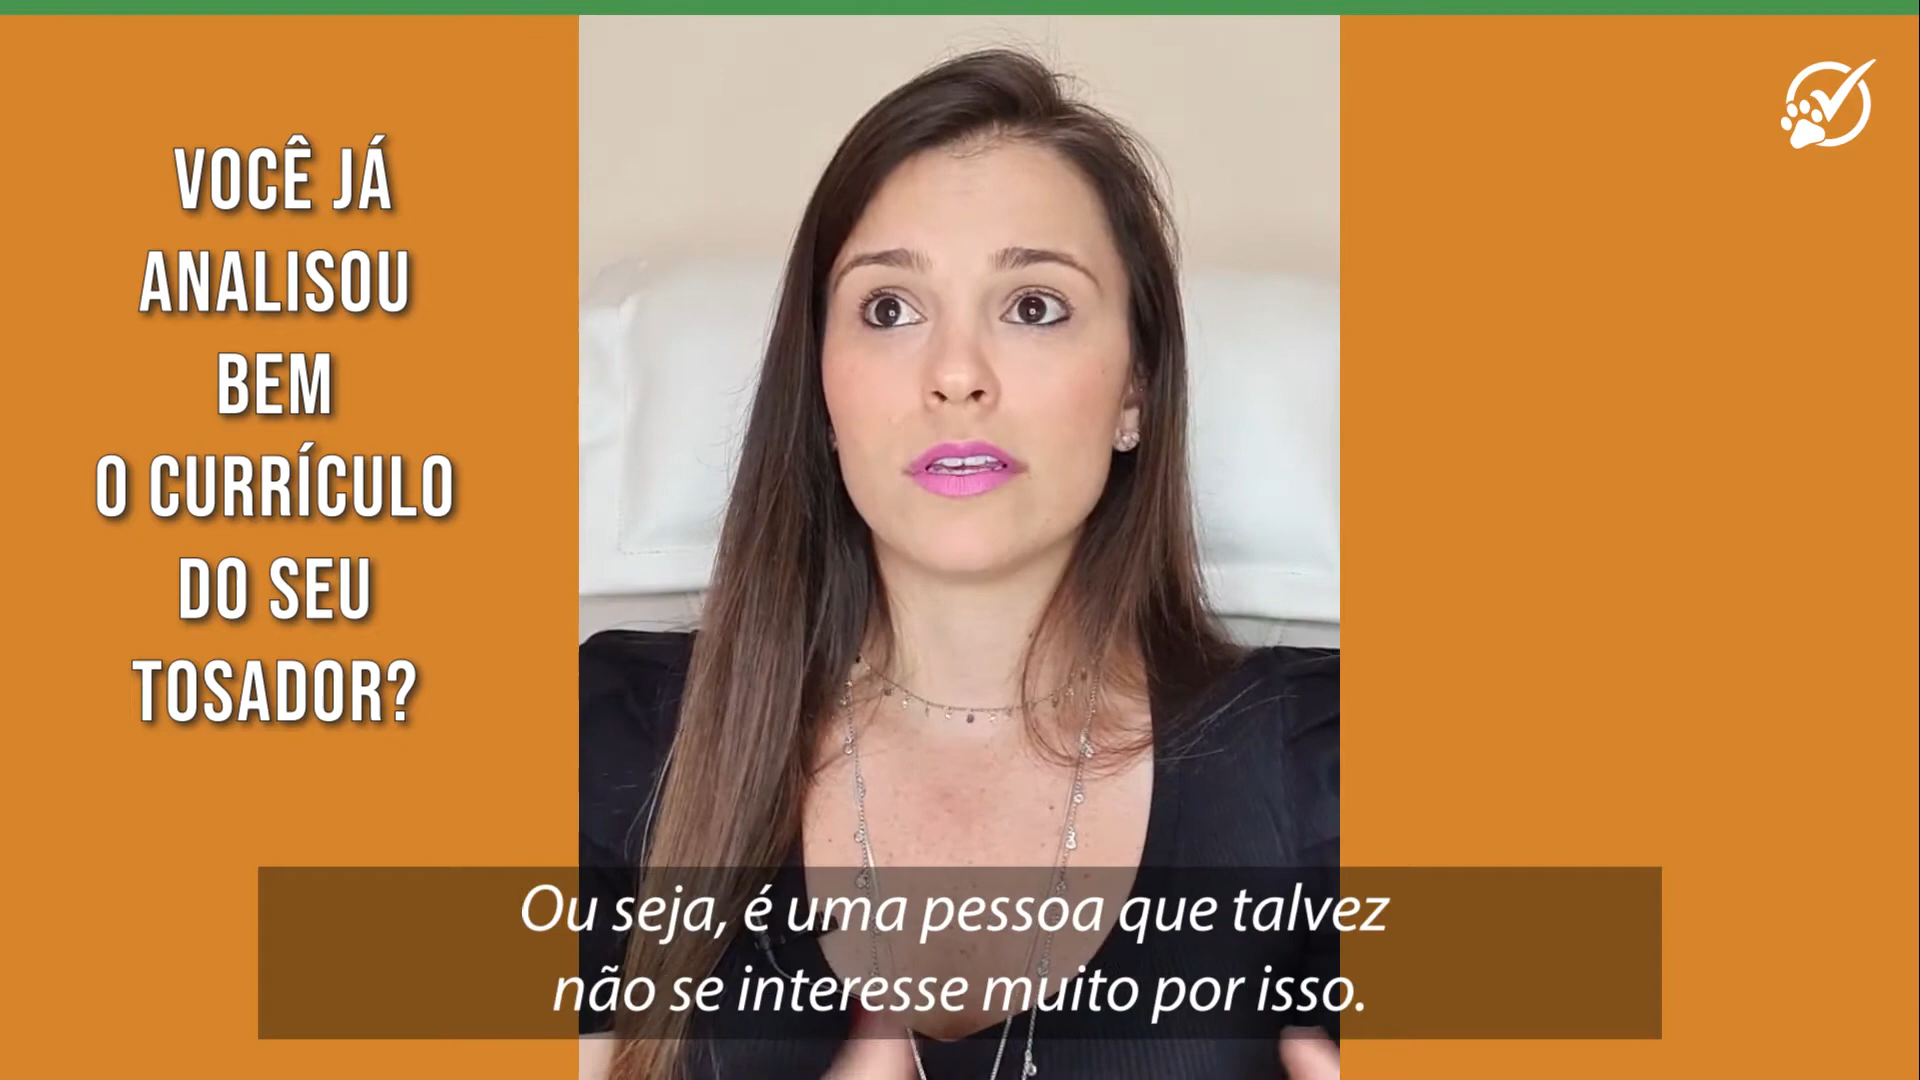 VOCÊ JÁ
ANALISOU
BEM
O CURRÍCULO
DO SEU
TOSADOR?
Ou seja, é uma pessoa que talvez
não se interesse muito por isso.